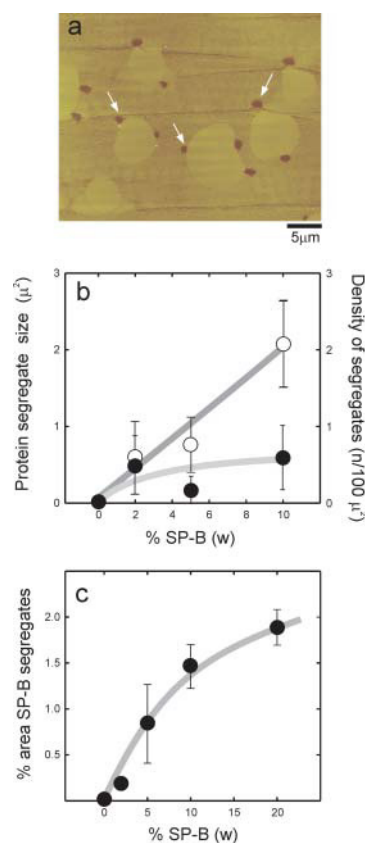 a
5µm
b
Protein segregate size (µ²)
Density of segregates (n/100 µ²)
3
2
1
0
3
2
1
0
0 2 4 6 8 10
% SP-B (w)
c
% area SP-B segregates
2.0
1.5
1.0
0.5
0 5 10 15 20
% SP-B (w)